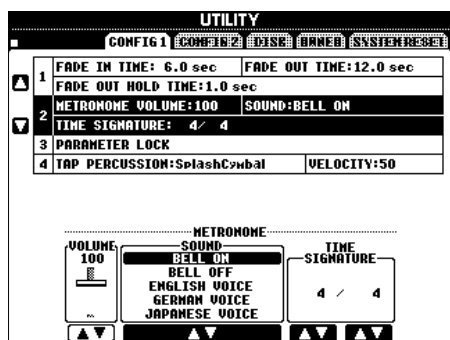 UTILITY
CONFIG 1 CONFIG 2 DISK OWNER SYSTEM RESET
1 FADE IN TIME: 6.0 sec FADE OUT TIME:12.0 sec
FADE OUT HOLD TIME:1.0 sec
2 METRONOME VOLUME:100 SOUND:BELL ON
TIME SIGNATURE: 4/ 4
3 PARAMETER LOCK
4 TAP PERCUSSION:SplashCymbal VELOCITY:50
METRONOME
VOLUME SOUND TIME SIGNATURE
100 BELL ON
BELL OFF
ENGLISH VOICE
4 / 4
GERMAN VOICE
JAPANESE VOICE